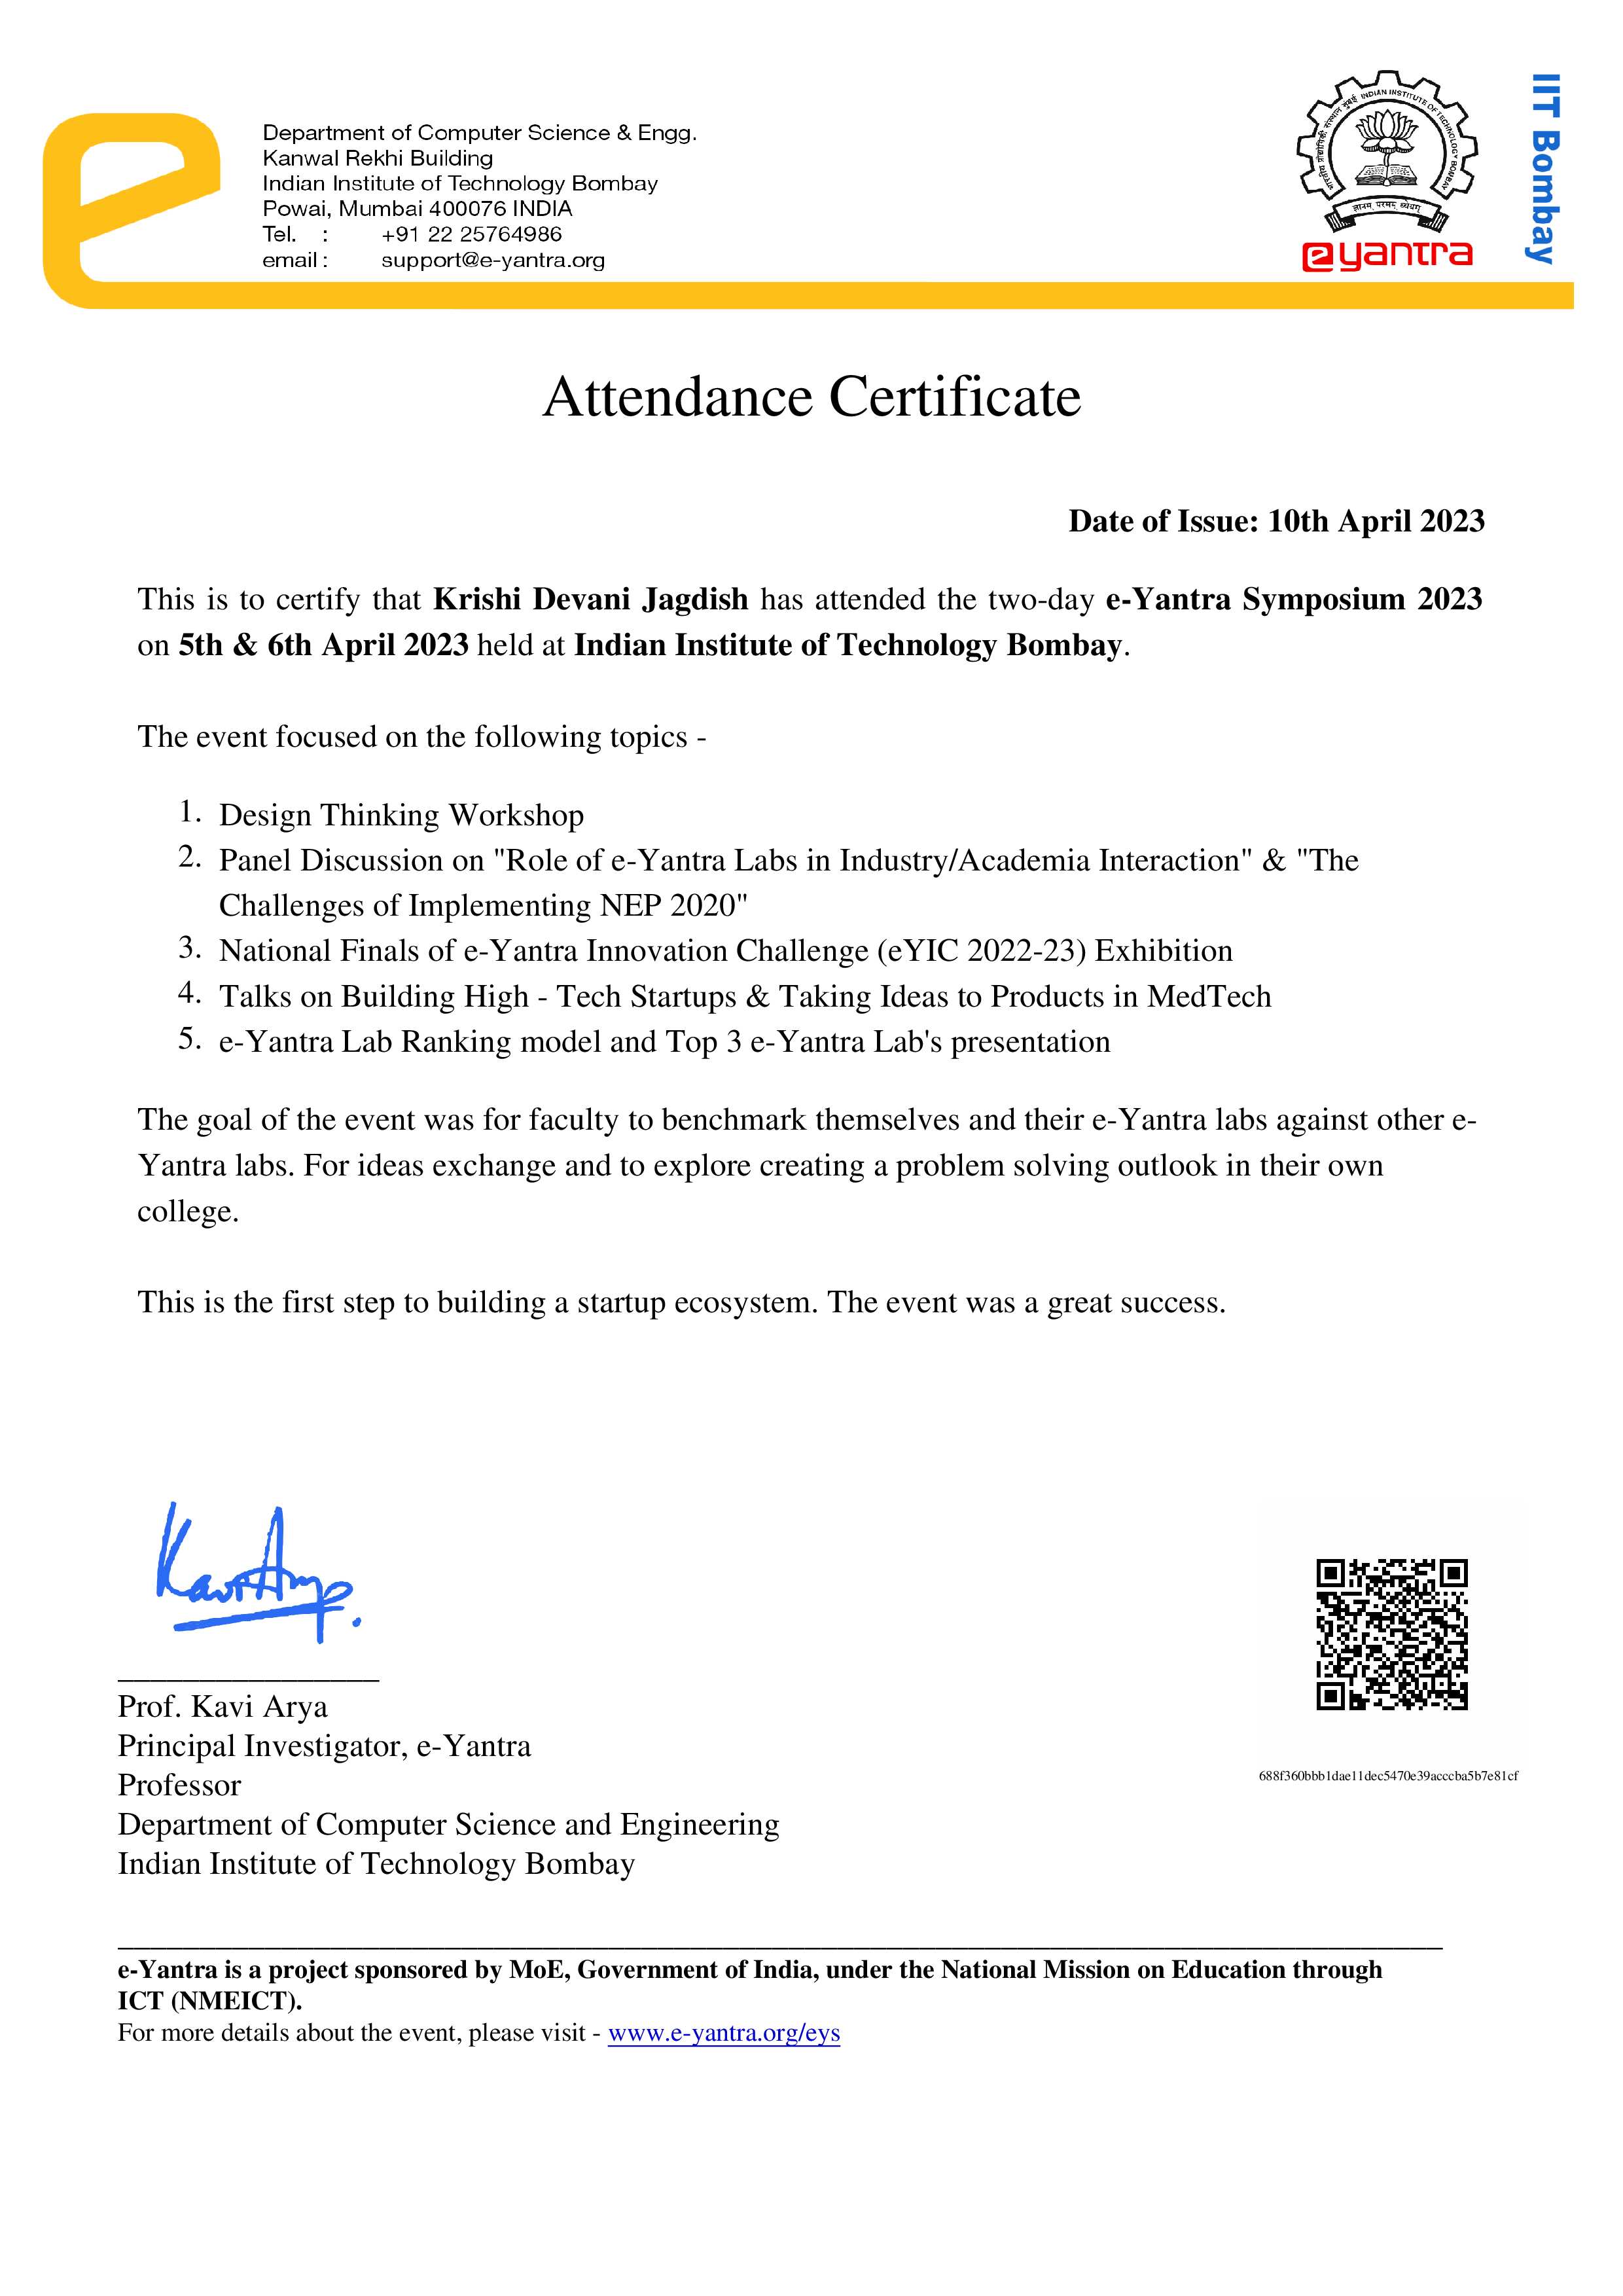 Department of Computer Science & Engg.
Kanwal Rekhi Building
Indian Institute of Technology Bombay
Powai, Mumbai 400076 INDIA
Tel. : +91 22 25764986
email : support@e-yantra.org
भारतीय प्रौद्योगिकी संस्थान मुंबई INDIAN INSTITUTE OF TECHNOLOGY BOMBAY
ज्ञानम् परमम् ध्येयम्
e yantra
IIT Bombay
Attendance Certificate
Date of Issue: 10th April 2023
This is to certify that Krishi Devani Jagdish has attended the two-day e-Yantra Symposium 2023
on 5th & 6th April 2023 held at Indian Institute of Technology Bombay.
The event focused on the following topics -
1. Design Thinking Workshop
2. Panel Discussion on "Role of e-Yantra Labs in Industry/Academia Interaction" & "The
Challenges of Implementing NEP 2020"
3. National Finals of e-Yantra Innovation Challenge (eYIC 2022-23) Exhibition
4. Talks on Building High - Tech Startups & Taking Ideas to Products in MedTech
5. e-Yantra Lab Ranking model and Top 3 e-Yantra Lab's presentation
The goal of the event was for faculty to benchmark themselves and their e-Yantra labs against other e-
Yantra labs. For ideas exchange and to explore creating a problem solving outlook in their own
college.
This is the first step to building a startup ecosystem. The event was a great success.
Kavi Arya.
Prof. Kavi Arya
Principal Investigator, e-Yantra
Professor
Department of Computer Science and Engineering
Indian Institute of Technology Bombay
688f360bbb1dae11dec5470e39acccba5b7e81cf
e-Yantra is a project sponsored by MoE, Government of India, under the National Mission on Education through
ICT (NMEICT).
For more details about the event, please visit - www.e-yantra.org/eys